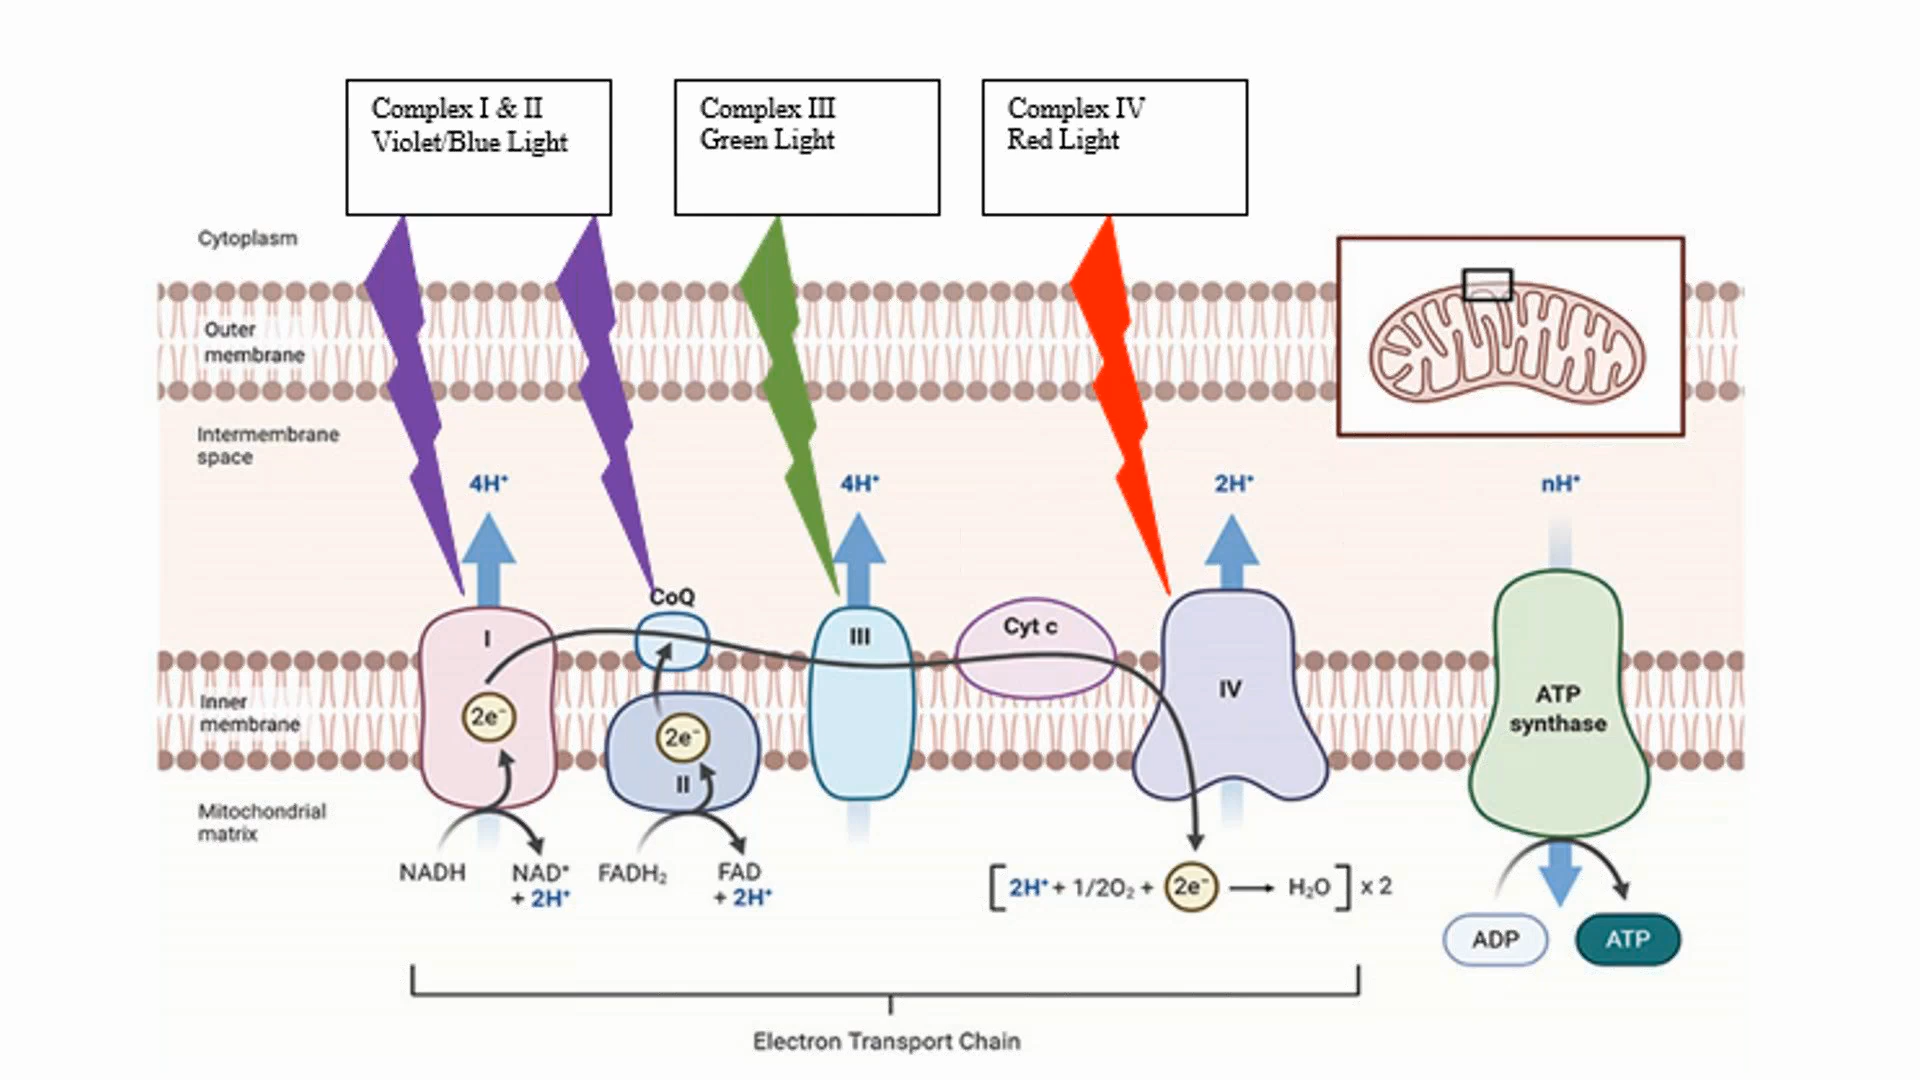 Complex I & II
Violet/Blue Light
Complex III
Green Light
Complex IV
Red Light
Cytoplasm
Outer
membrane
Intermembrane
space
4H⁺
4H⁺
2H⁺
nH⁺
CoQ
I
III
Cyt c
IV
ATP
synthase
Inner
membrane
2e⁻
2e⁻
II
Mitochondrial
matrix
NADH
NAD⁺
+ 2H⁺
FADH₂
FAD
+ 2H⁺
[2H⁺ + 1/2O₂ + 2e⁻ → H₂O] x 2
ADP
ATP
Electron Transport Chain